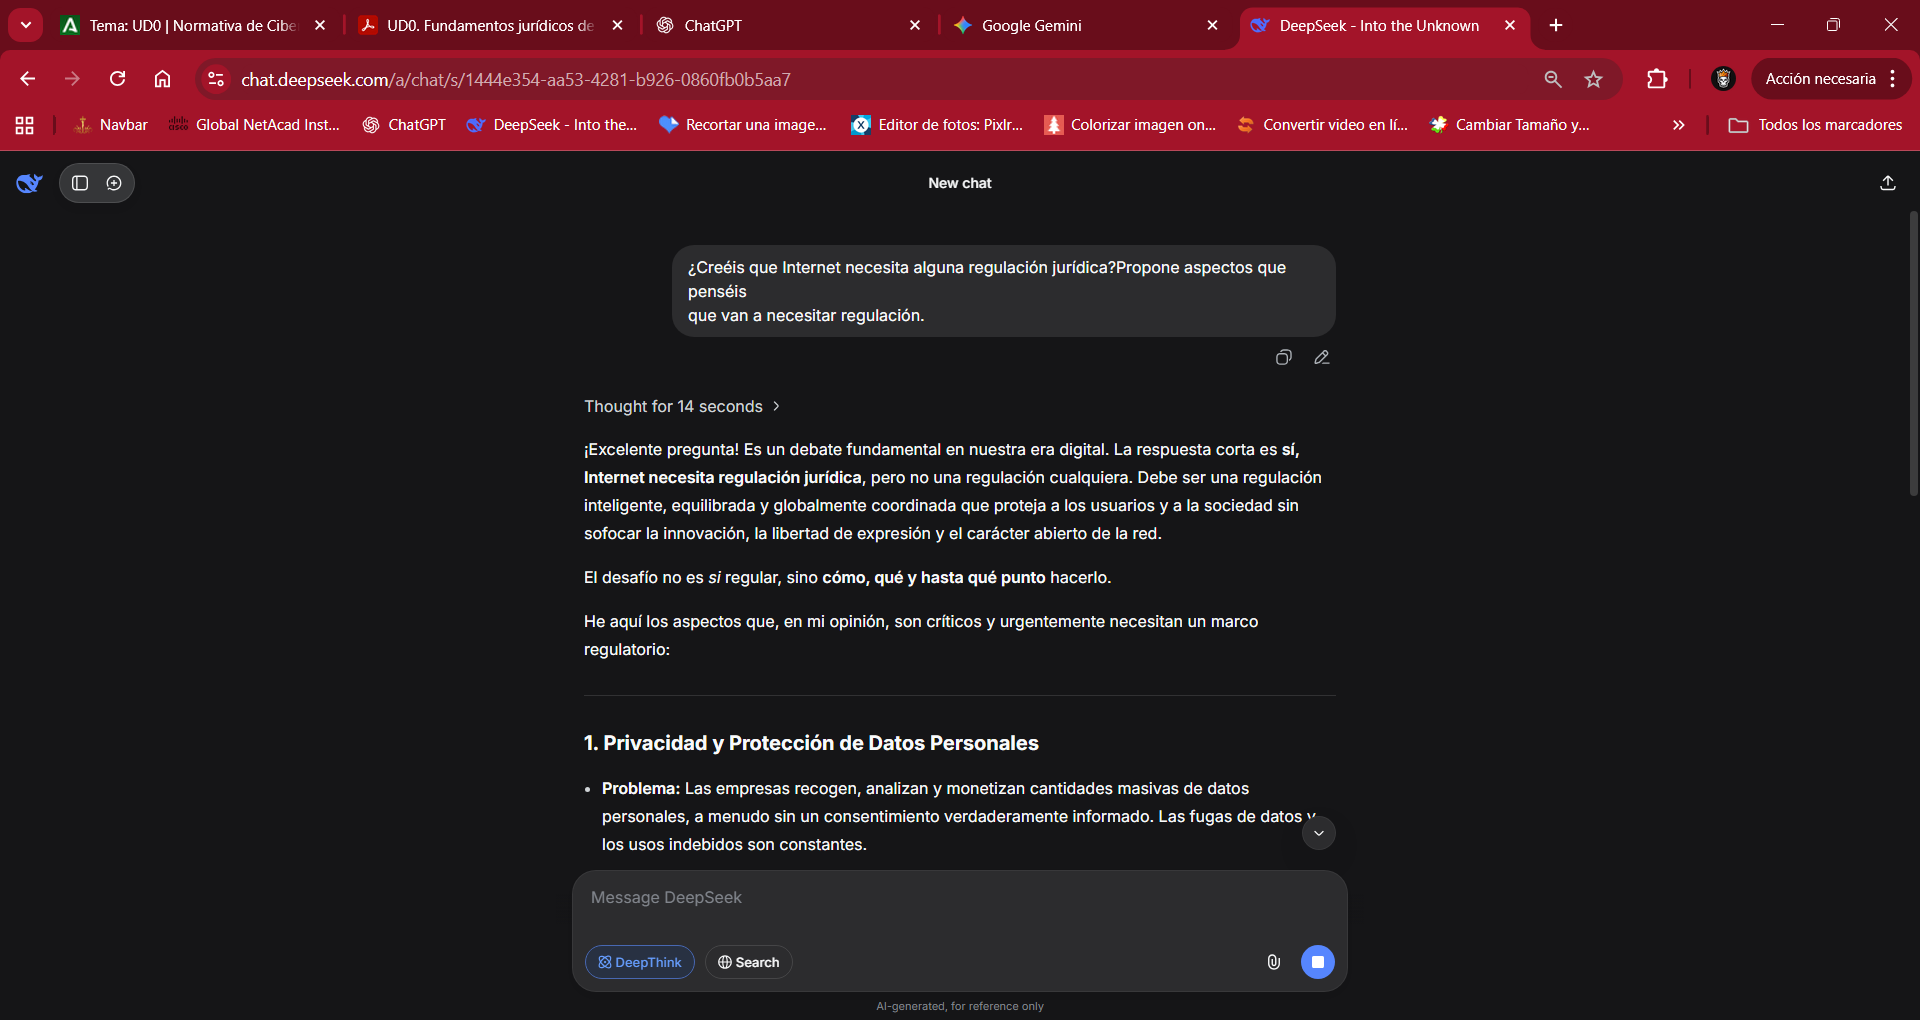 Tema: UD0 | Normativa de Cibe
UD0. Fundamentos jurídicos de
ChatGPT
Google Gemini
DeepSeek - Into the Unknown
chat.deepseek.com/a/chat/s/1444e354-aa53-4281-b926-0860fb0b5aa7
Acción necesaria
Navbar
Global NetAcad Inst...
ChatGPT
DeepSeek - Into the...
Recortar una image...
Editor de fotos: Pixlr...
Colorizar imagen on...
Convertir video en lí...
Cambiar Tamaño y...
Todos los marcadores
New chat
¿Creéis que Internet necesita alguna regulación jurídica?Propone aspectos que
penséis
que van a necesitar regulación.
Thought for 14 seconds
¡Excelente pregunta! Es un debate fundamental en nuestra era digital. La respuesta corta es sí,
Internet necesita regulación jurídica, pero no una regulación cualquiera. Debe ser una regulación
inteligente, equilibrada y globalmente coordinada que proteja a los usuarios y a la sociedad sin
sofocar la innovación, la libertad de expresión y el carácter abierto de la red.
El desafío no es si regular, sino cómo, qué y hasta qué punto hacerlo.
He aquí los aspectos que, en mi opinión, son críticos y urgentemente necesitan un marco
regulatorio:
1. Privacidad y Protección de Datos Personales
• Problema: Las empresas recogen, analizan y monetizan cantidades masivas de datos
personales, a menudo sin un consentimiento verdaderamente informado. Las fugas de datos y
los usos indebidos son constantes.
Message DeepSeek
DeepThink
Search
AI-generated, for reference only